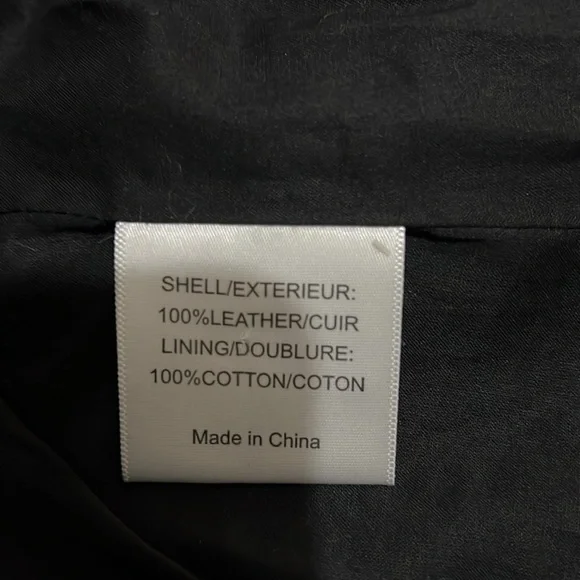 SHELL/EXTERIEUR:
100%LEATHER/CUIR
LINING/DOUBLURE:
100%COTTON/COTON
Made in China